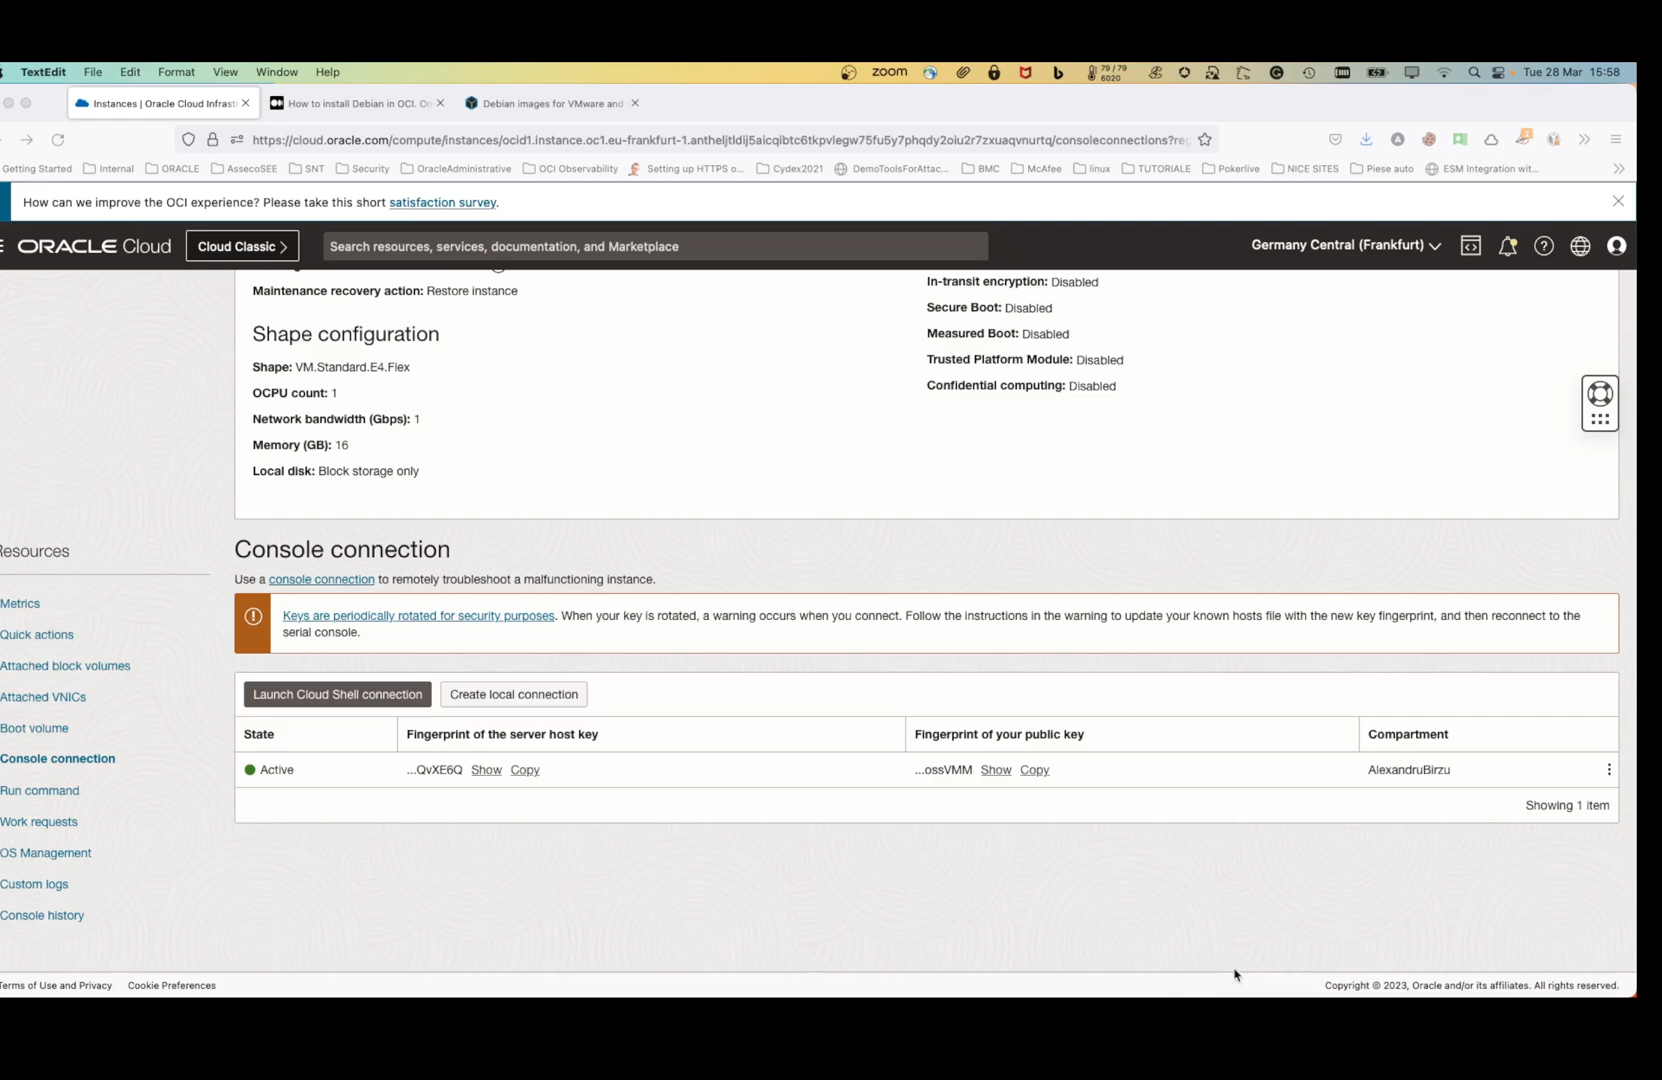 TextEdit File Edit Format View Window Help
zoom 79 / 79 6020 Tue 28 Mar 15:58
Instances | Oracle Cloud Infrast
How to install Debian in OCI. On
Debian images for VMware and
https://cloud.oracle.com/compute/instances/ocid1.instance.oc1.eu-frankfurt-1.antheljtldij5aicqibtc6tkpvlegw75fu5y7phqdy2oiu2r7zxuaqvnurtq/consoleconnections?reg
Getting Started Internal ORACLE AssecoSEE SNT Security OracleAdministrative OCI Observability Setting up HTTPS o... Cydex2021 DemoToolsForAttac... BMC McAfee linux TUTORIALE Pokerlive NICE SITES Piese auto ESM Integration wit...
How can we improve the OCI experience? Please take this short satisfaction survey.
ORACLE Cloud
Cloud Classic >
Search resources, services, documentation, and Marketplace
Germany Central (Frankfurt)
Maintenance recovery action: Restore instance
In-transit encryption: Disabled
Secure Boot: Disabled
Measured Boot: Disabled
Trusted Platform Module: Disabled
Confidential computing: Disabled
Shape configuration
Shape: VM.Standard.E4.Flex
OCPU count: 1
Network bandwidth (Gbps): 1
Memory (GB): 16
Local disk: Block storage only
Resources
Metrics
Quick actions
Attached block volumes
Attached VNICs
Boot volume
Console connection
Run command
Work requests
OS Management
Custom logs
Console history
Console connection
Use a console connection to remotely troubleshoot a malfunctioning instance.
Keys are periodically rotated for security purposes. When your key is rotated, a warning occurs when you connect. Follow the instructions in the warning to update your known hosts file with the new key fingerprint, and then reconnect to the
serial console.
Launch Cloud Shell connection
Create local connection
State Fingerprint of the server host key Fingerprint of your public key Compartment
Active ...QvXE6Q Show Copy ...ossVMM Show Copy AlexandruBirzu
Showing 1 item
Terms of Use and Privacy Cookie Preferences
Copyright © 2023, Oracle and/or its affiliates. All rights reserved.